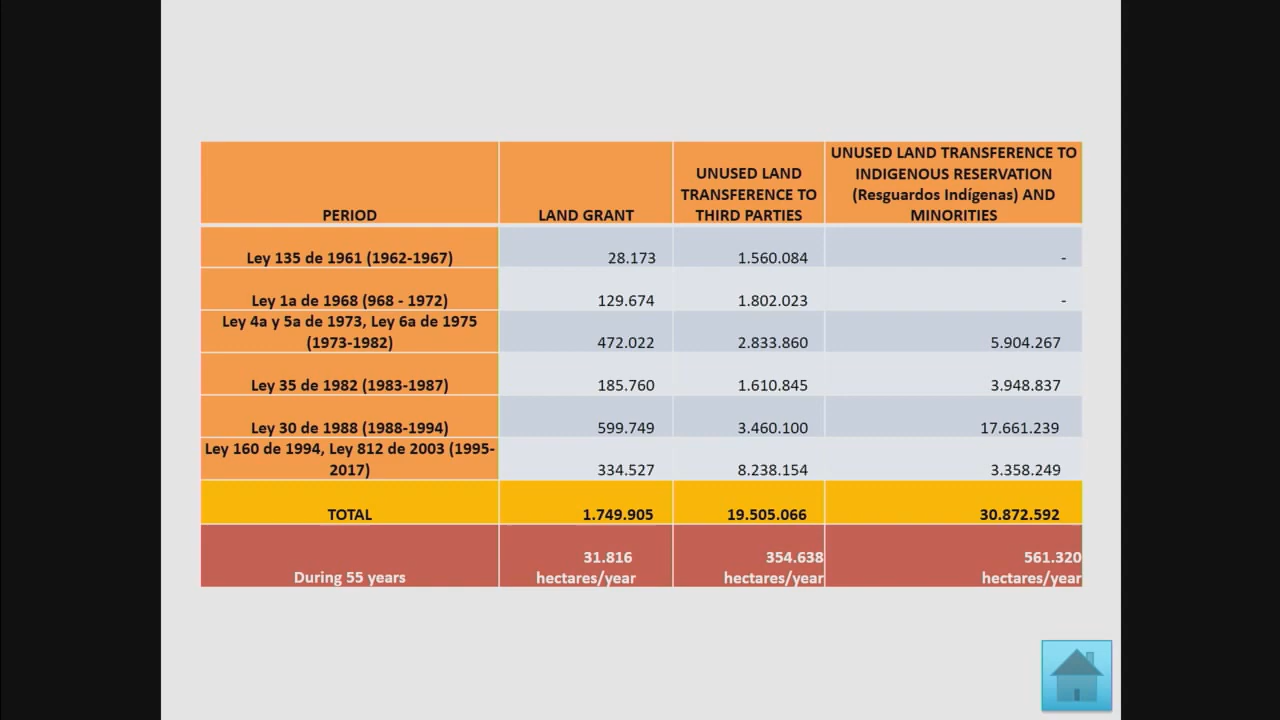 PERIOD
LAND GRANT
UNUSED LAND
TRANSFERENCE TO
THIRD PARTIES
UNUSED LAND TRANSFERENCE TO
INDIGENOUS RESERVATION
(Resguardos Indígenas) AND
MINORITIES
Ley 135 de 1961 (1962-1967) 28.173 1.560.084 -
Ley 1a de 1968 (968 - 1972) 129.674 1.802.023 -
Ley 4a y 5a de 1973, Ley 6a de 1975
(1973-1982) 472.022 2.833.860 5.904.267
Ley 35 de 1982 (1983-1987) 185.760 1.610.845 3.948.837
Ley 30 de 1988 (1988-1994) 599.749 3.460.100 17.661.239
Ley 160 de 1994, Ley 812 de 2003 (1995-
2017) 334.527 8.238.154 3.358.249
TOTAL 1.749.905 19.505.066 30.872.592
31.816 354.638 561.320
During 55 years hectares/year hectares/year hectares/year